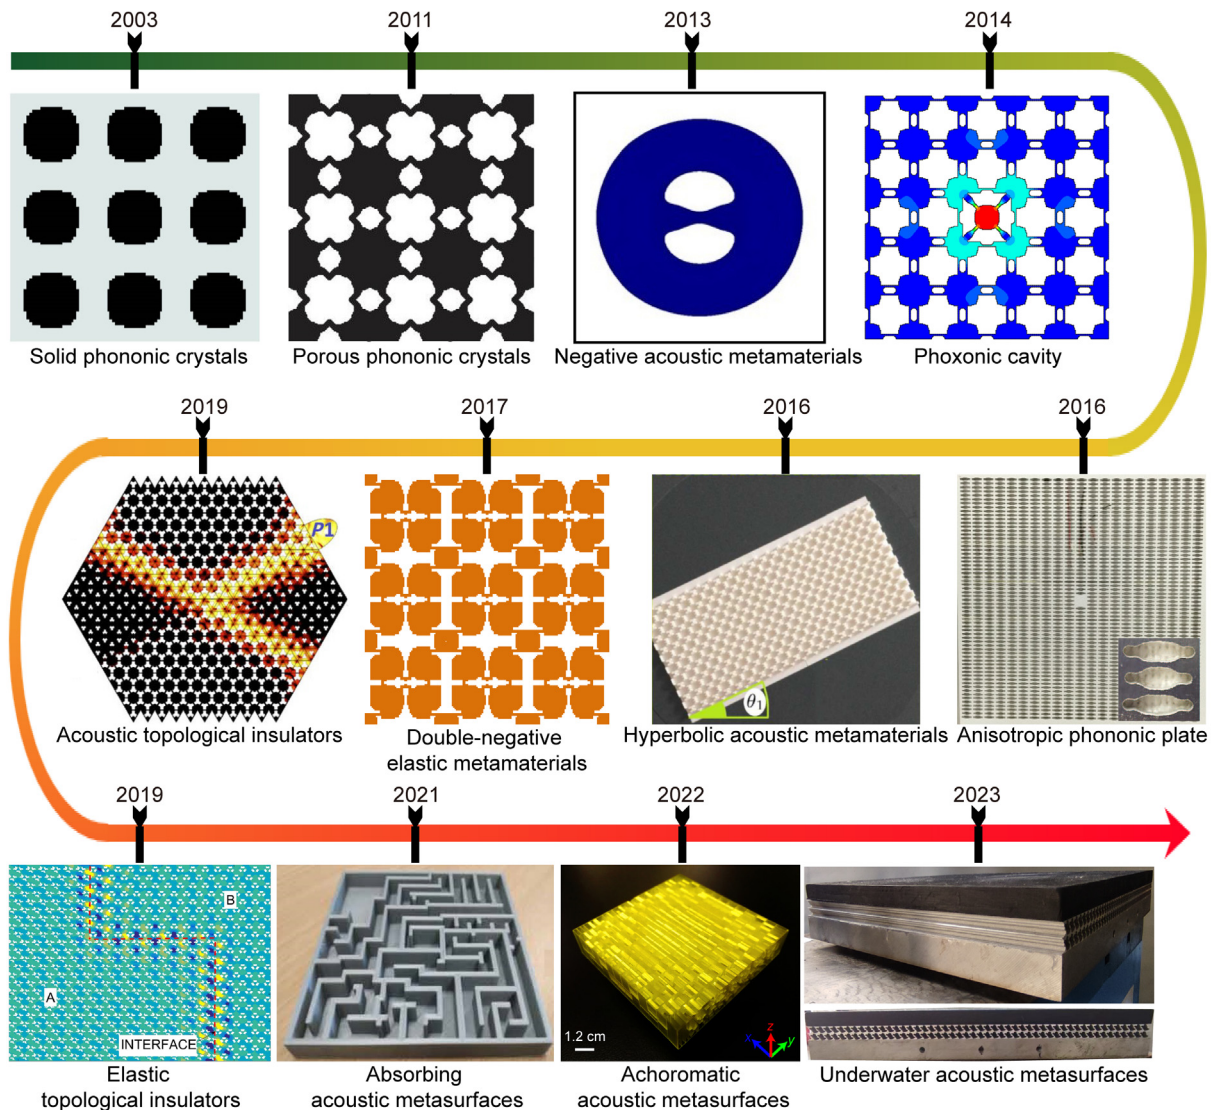 2003
2011
2013
2014
Solid phononic crystals
Porous phononic crystals
Negative acoustic metamaterials
Phoxonic cavity
2019
2017
2016
2016
P1
θ1
Acoustic topological insulators
Double-negative
elastic metamaterials
Hyperbolic acoustic metamaterials
Anisotropic phononic plate
2019
2021
2022
2023
B
A
INTERFACE
1.2 cm
x
z
y
Elastic
topological insulators
Absorbing
acoustic metasurfaces
Achoromatic
acoustic metasurfaces
Underwater acoustic metasurfaces